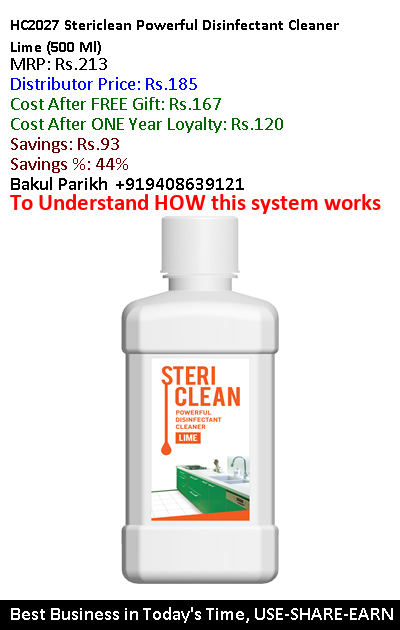 HC2027 Stericlean Powerful Disinfectant Cleaner
Lime (500 Ml)
MRP: Rs.213
Distributor Price: Rs.185
Cost After FREE Gift: Rs.167
Cost After ONE Year Loyalty: Rs.120
Savings: Rs.93
Savings %: 44%
Bakul Parikh +919408639121
To Understand HOW this system works
STERI
CLEAN
POWERFUL
DISINFECTANT
CLEANER
LIME
Best Business in Today's Time, USE-SHARE-EARN